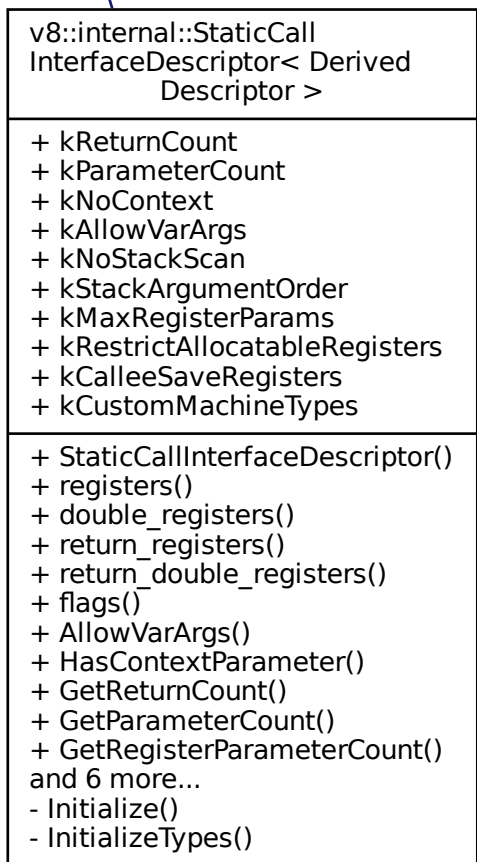 v8::internal::StaticCall
InterfaceDescriptor< Derived
Descriptor >
+ kReturnCount
+ kParameterCount
+ kNoContext
+ kAllowVarArgs
+ kNoStackScan
+ kStackArgumentOrder
+ kMaxRegisterParams
+ kRestrictAllocatableRegisters
+ kCalleeSaveRegisters
+ kCustomMachineTypes
+ StaticCallInterfaceDescriptor()
+ registers()
+ double_registers()
+ return_registers()
+ return_double_registers()
+ flags()
+ AllowVarArgs()
+ HasContextParameter()
+ GetReturnCount()
+ GetParameterCount()
+ GetRegisterParameterCount()
and 6 more...
- Initialize()
- InitializeTypes()